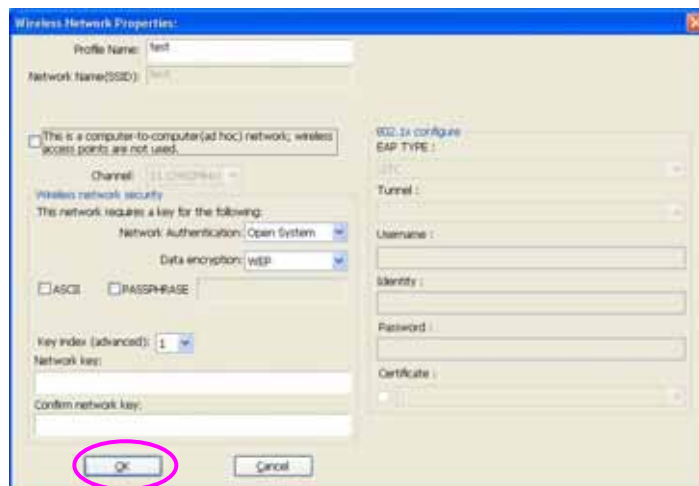 Wireless Network Properties:
Profile Name: test
Network Name(SSID): test
This is a computer-to-computer(ad hoc) network; wireless
access points are not used.
Channel:
Wireless network security
This network requires a key for the following:
Network Authentication: Open System
Data encryption: WEP
ASCII PASSPHRASE
Key index (advanced): 1
Network key:
Confirm network key:
OK Cancel
802.1x configure
EAP TYPE :
Tunnel :
Username :
Identity :
Password :
Certificate :